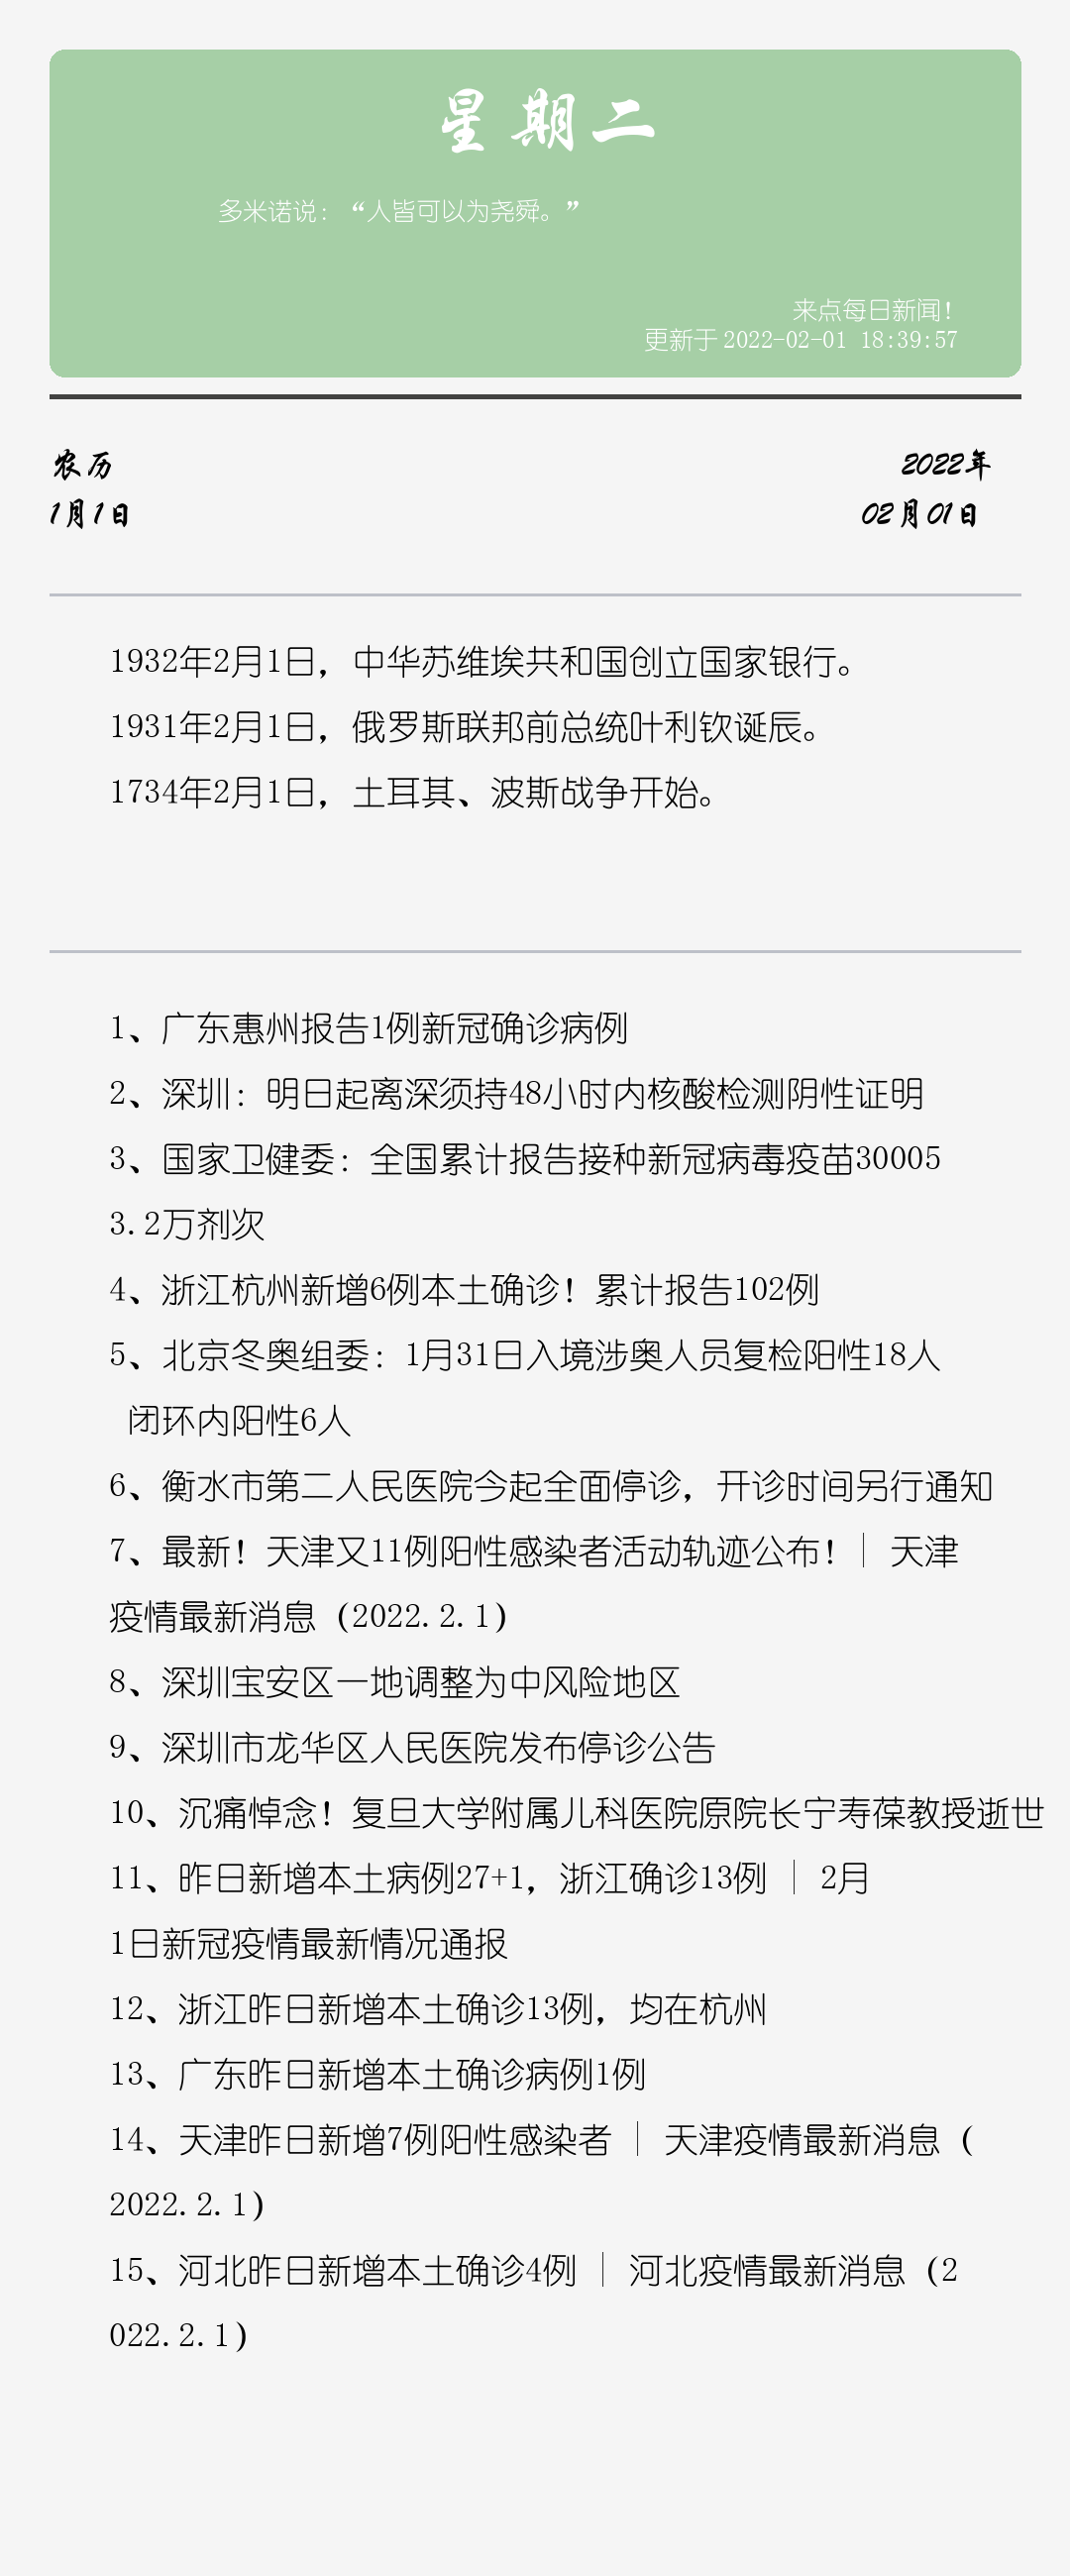 星期二
多米诺说：“人皆可以为尧舜。”
来点每日新闻！
更新于 2022-02-01 18:39:57
农历
2022年
1月1日
02月01日
1932年2月1日，中华苏维埃共和国创立国家银行。
1931年2月1日，俄罗斯联邦前总统叶利钦诞辰。
1734年2月1日，土耳其、波斯战争开始。
1、广东惠州报告1例新冠确诊病例
2、深圳：明日起离深须持48小时内核酸检测阴性证明
3、国家卫健委：全国累计报告接种新冠病毒疫苗30005
3.2万剂次
4、浙江杭州新增6例本土确诊！累计报告102例
5、北京冬奥组委：1月31日入境涉奥人员复检阳性18人
闭环内阳性6人
6、衡水市第二人民医院今起全面停诊，开诊时间另行通知
7、最新！天津又11例阳性感染者活动轨迹公布！｜ 天津
疫情最新消息（2022.2.1）
8、深圳宝安区一地调整为中风险地区
9、深圳市龙华区人民医院发布停诊公告
10、沉痛悼念！复旦大学附属儿科医院原院长宁寿葆教授逝世
11、昨日新增本土病例27+1，浙江确诊13例 ｜ 2月
1日新冠疫情最新情况通报
12、浙江昨日新增本土确诊13例，均在杭州
13、广东昨日新增本土确诊病例1例
14、天津昨日新增7例阳性感染者 ｜ 天津疫情最新消息（
2022.2.1）
15、河北昨日新增本土确诊4例 ｜ 河北疫情最新消息（2
022.2.1）